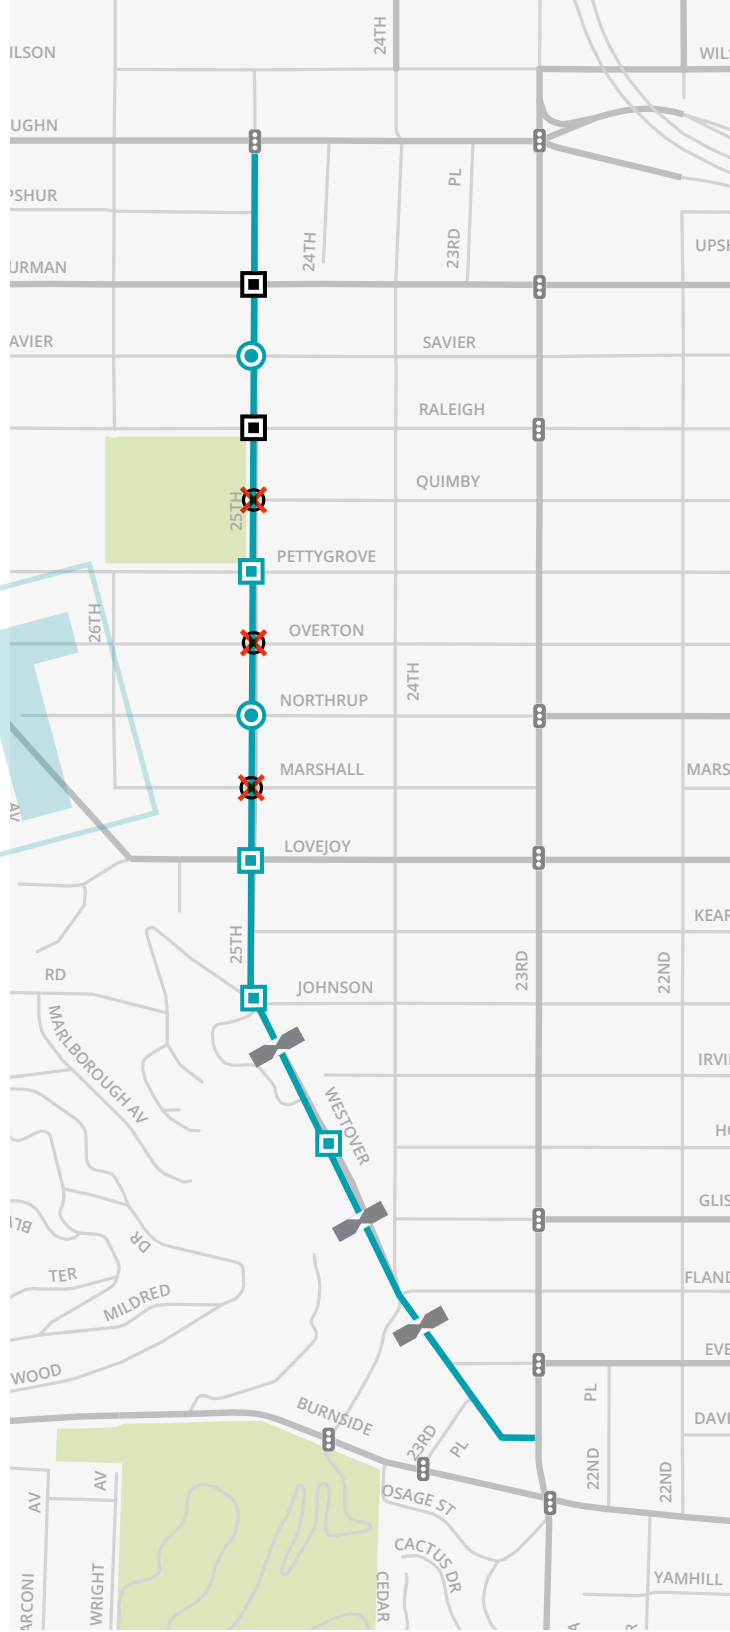 24TH
ILSON
WIL
UGHN
PSHUR
PL
24TH
23RD
UPSH
URMAN
AVIER
SAVIER
RALEIGH
QUIMBY
25TH
PETTYGROVE
26TH
OVERTON
24TH
NORTHRUP
MARSHALL
MARS
AV
LOVEJOY
KEAR
25TH
23RD
22ND
RD
JOHNSON
MARLBOROUGH AV
IRVI
WESTOVER
HO
GLIS
BL
DR
TER
FLAND
MILDRED
EVE
WOOD
PL
BURNSIDE
DAVI
23RD
PL
22ND
22ND
AV
AV
OSAGE ST
CACTUS DR
YAMHILL
ARCONI
WRIGHT
CEDAR
A
R